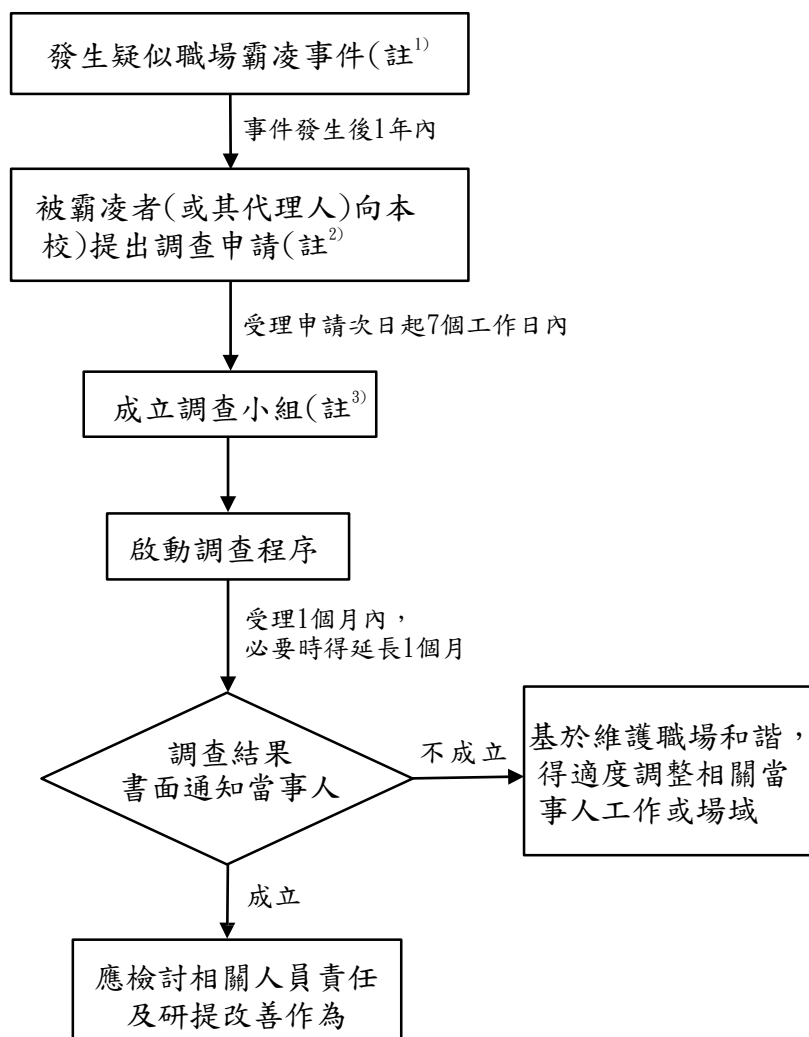 發生疑似職場霸凌事件(註1)
事件發生後1年內
被霸凌者(或其代理人)向本
校)提出調查申請(註2)
受理申請次日起7個工作日內
成立調查小組(註3)
啟動調查程序
受理1個月內，
必要時得延長1個月
調查結果
書面通知當事人
不成立
基於維護職場和諧，
得適度調整相關當
事人工作或場域
成立
應檢討相關人員責任
及研提改善作為